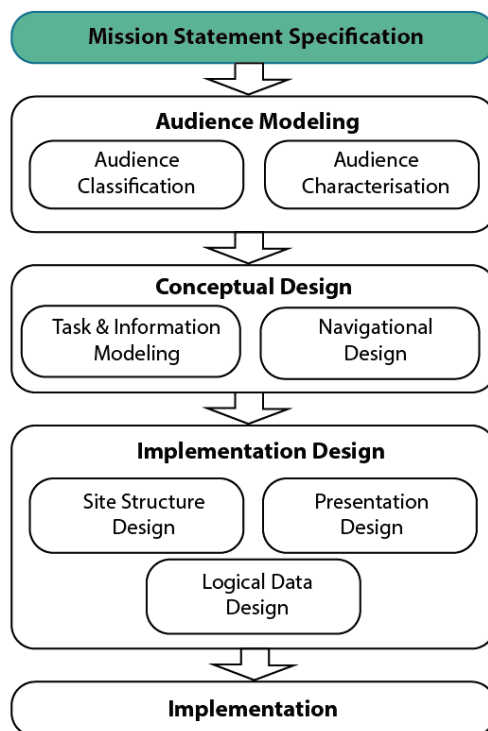 Mission Statement Specification
Audience Modeling
Audience
Classification
Audience
Characterisation
Conceptual Design
Task & Information
Modeling
Navigational
Design
Implementation Design
Site Structure
Design
Presentation
Design
Logical Data
Design
Implementation